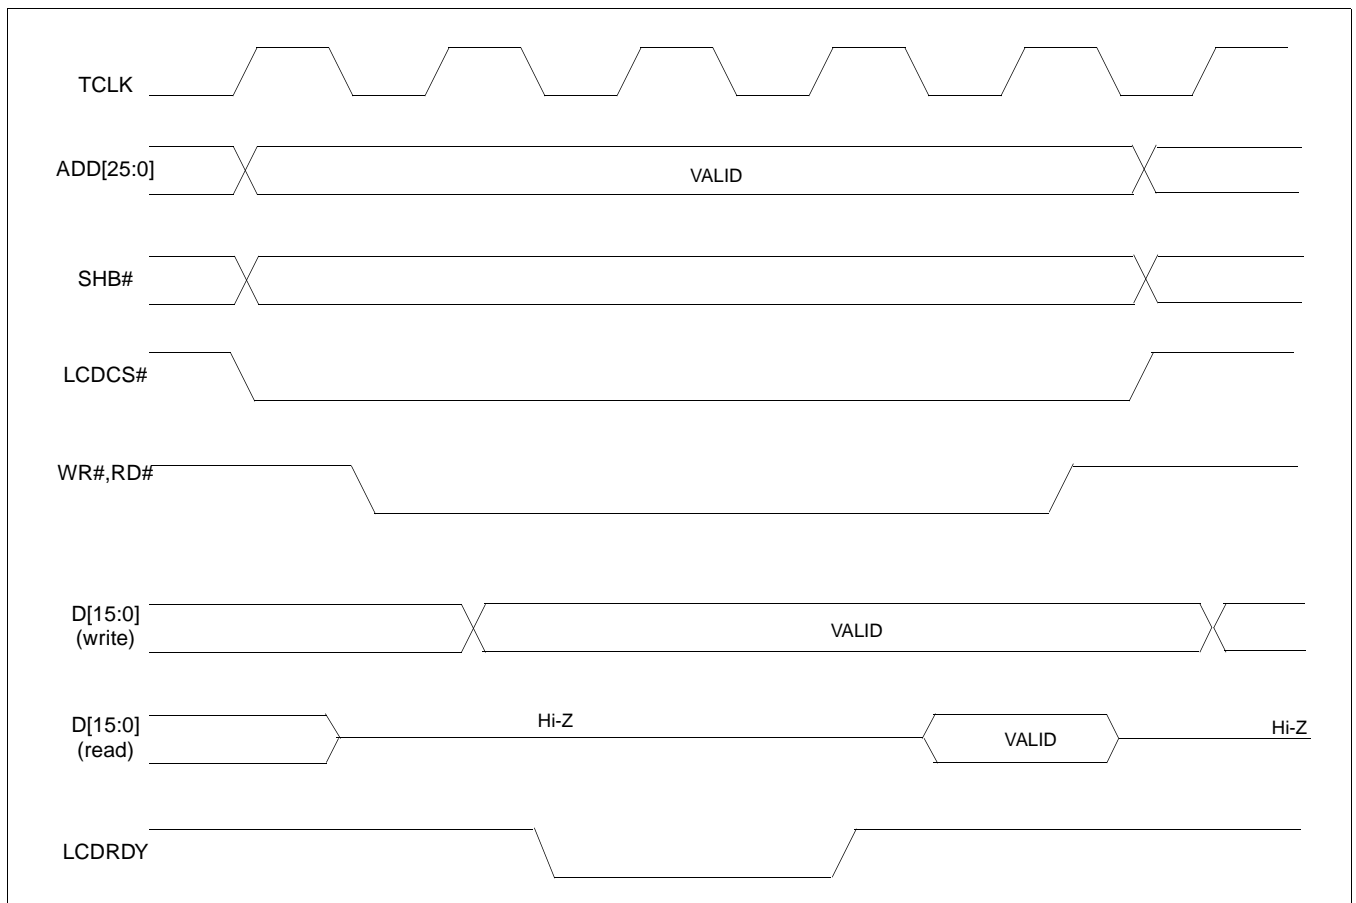 TCLK
ADD[25:0]
VALID
SHB#
LCDCS#
WR#,RD#
D[15:0]
(write)
VALID
D[15:0]
(read)
Hi-Z
VALID
Hi-Z
LCDRDY